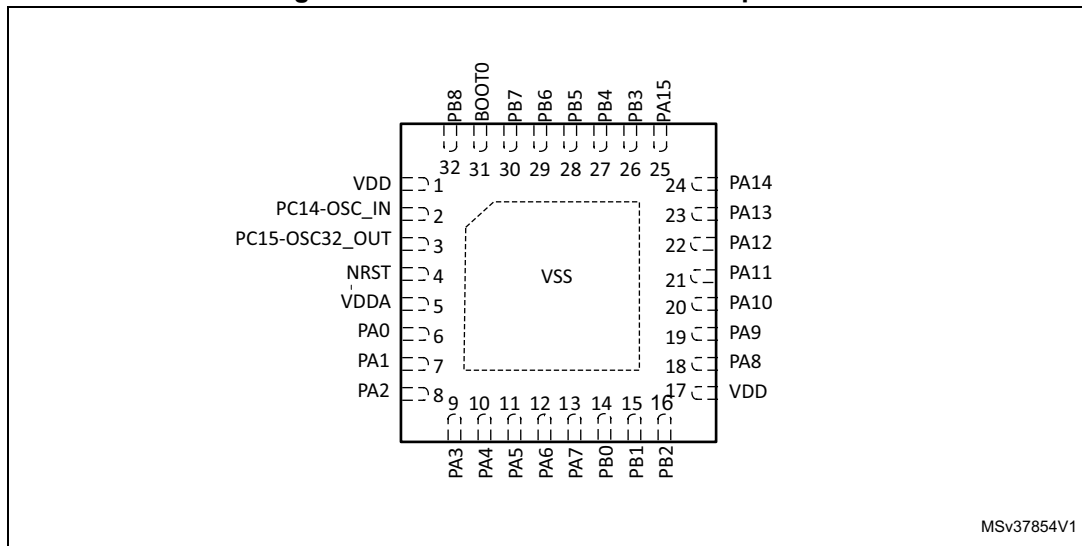 PB8
BOOT0
PB7
PB6
PB5
PB4
PB3
PA15
32 31 30 29 28 27 26 25
VDD 1 24 PA14
PC14-OSC_IN 2 23 PA13
PC15-OSC32_OUT 3 22 PA12
NRST 4 VSS 21 PA11
VDDA 5 20 PA10
PA0 6 19 PA9
PA1 7 18 PA8
PA2 8 17 VDD
9 10 11 12 13 14 15 16
PA3
PA4
PA5
PA6
PA7
PB0
PB1
PB2
MSv37854V1